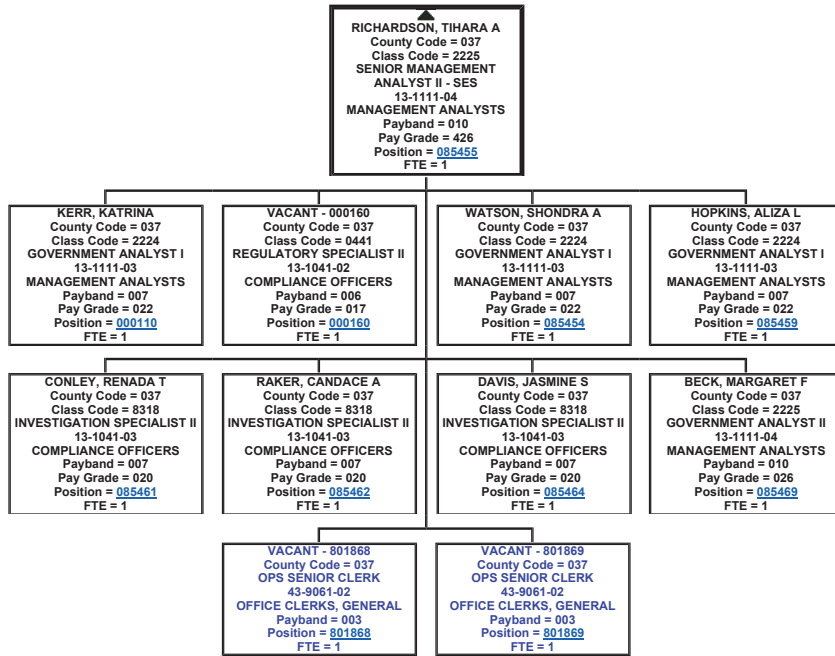 RICHARDSON, TIHARA A
County Code = 037
Class Code = 2225
SENIOR MANAGEMENT
ANALYST II - SES
13-1111-04
MANAGEMENT ANALYSTS
Payband = 010
Pay Grade = 426
Position = 085455
FTE = 1
KERR, KATRINA
County Code = 037
Class Code = 2224
GOVERNMENT ANALYST I
13-1111-03
MANAGEMENT ANALYSTS
Payband = 007
Pay Grade = 022
Position = 000110
FTE = 1
VACANT - 000160
County Code = 037
Class Code = 0441
REGULATORY SPECIALIST II
13-1041-02
COMPLIANCE OFFICERS
Payband = 006
Pay Grade = 017
Position = 000160
FTE = 1
WATSON, SHONDRA A
County Code = 037
Class Code = 2224
GOVERNMENT ANALYST I
13-1111-03
MANAGEMENT ANALYSTS
Payband = 007
Pay Grade = 022
Position = 085454
FTE = 1
HOPKINS, ALIZA L
County Code = 037
Class Code = 2224
GOVERNMENT ANALYST I
13-1111-03
MANAGEMENT ANALYSTS
Payband = 007
Pay Grade = 022
Position = 085459
FTE = 1
CONLEY, RENADA T
County Code = 037
Class Code = 8318
INVESTIGATION SPECIALIST II
13-1041-03
COMPLIANCE OFFICERS
Payband = 007
Pay Grade = 020
Position = 085461
FTE = 1
RAKER, CANDACE A
County Code = 037
Class Code = 8318
INVESTIGATION SPECIALIST II
13-1041-03
COMPLIANCE OFFICERS
Payband = 007
Pay Grade = 020
Position = 085462
FTE = 1
DAVIS, JASMINE S
County Code = 037
Class Code = 8318
INVESTIGATION SPECIALIST II
13-1041-03
COMPLIANCE OFFICERS
Payband = 007
Pay Grade = 020
Position = 085464
FTE = 1
BECK, MARGARET F
County Code = 037
Class Code = 2225
GOVERNMENT ANALYST II
13-1111-04
MANAGEMENT ANALYSTS
Payband = 010
Pay Grade = 026
Position = 085469
FTE = 1
VACANT - 801868
County Code = 037
OPS SENIOR CLERK
43-9061-02
OFFICE CLERKS, GENERAL
Payband = 003
Position = 801868
FTE = 1
VACANT - 801869
County Code = 037
OPS SENIOR CLERK
43-9061-02
OFFICE CLERKS, GENERAL
Payband = 003
Position = 801869
FTE = 1